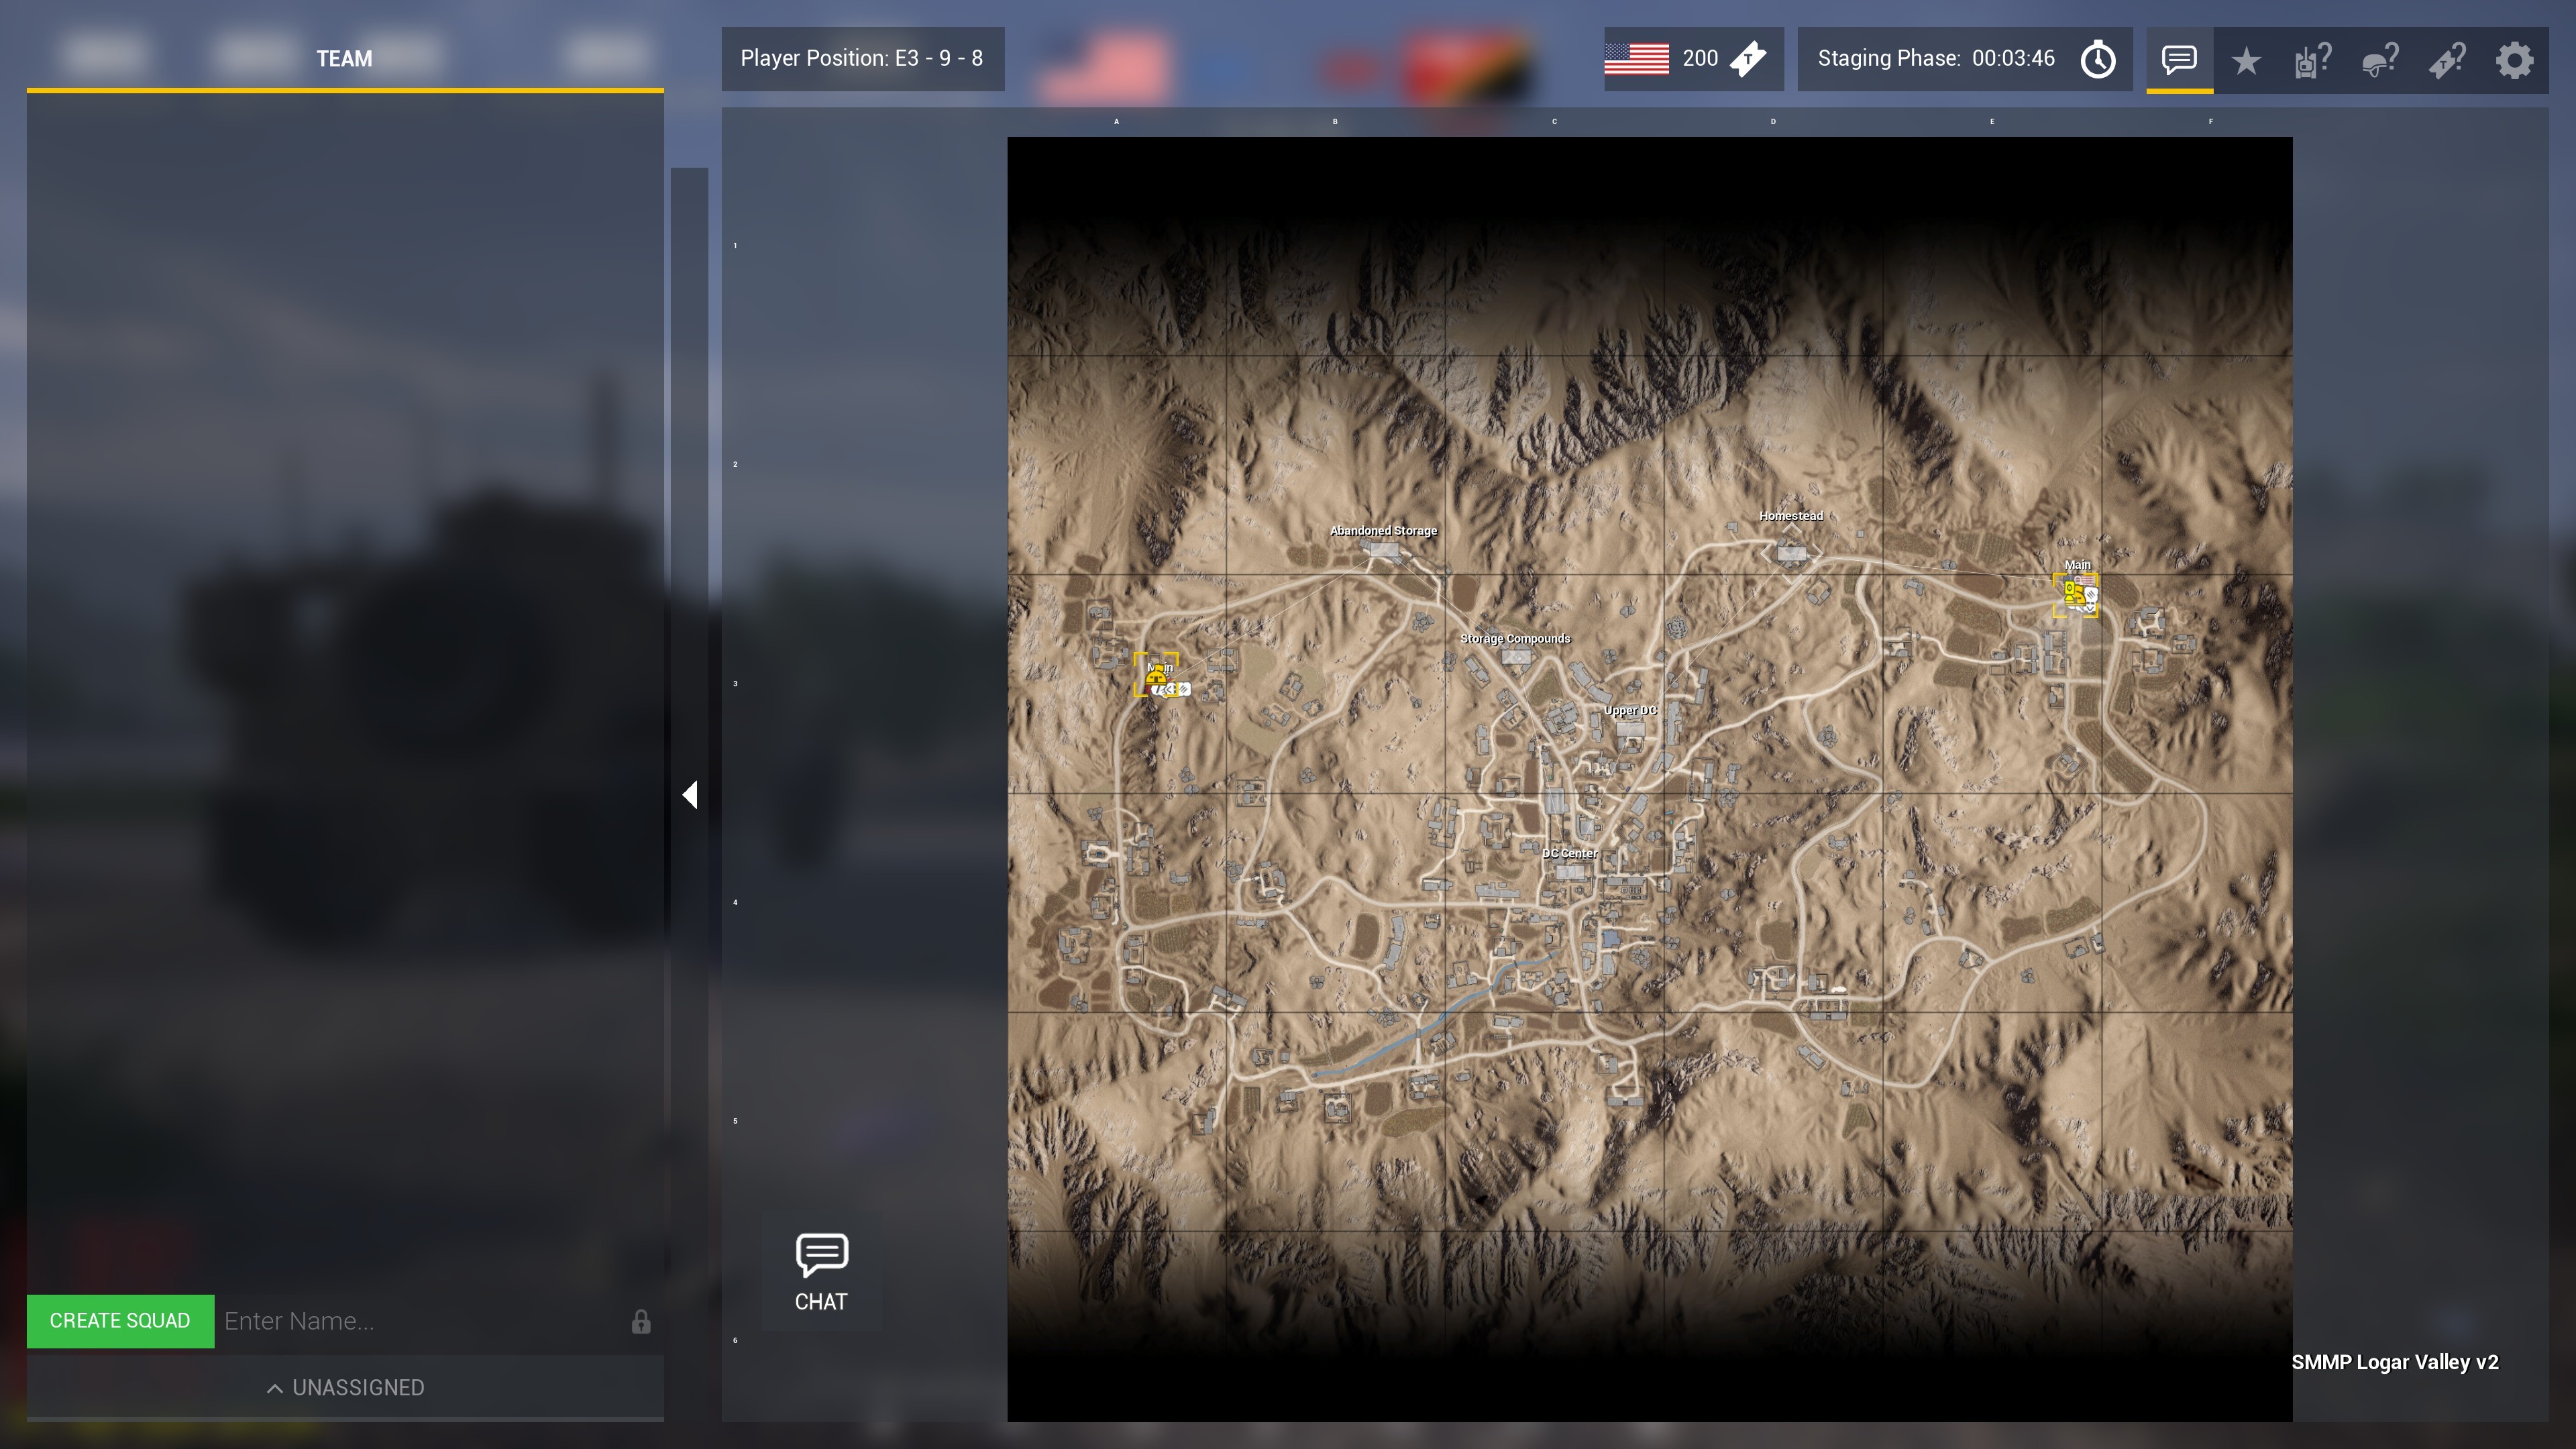 TEAM
Player Position: E3 - 9 - 8
200
Staging Phase: 00:03:46
A
B
C
D
E
F
1
2
3
4
5
6
Abandoned Storage
Homestead
Main
Storage Compounds
Main
Upper DC
DC Center
CHAT
CREATE SQUAD
Enter Name...
UNASSIGNED
SMMP Logar Valley v2